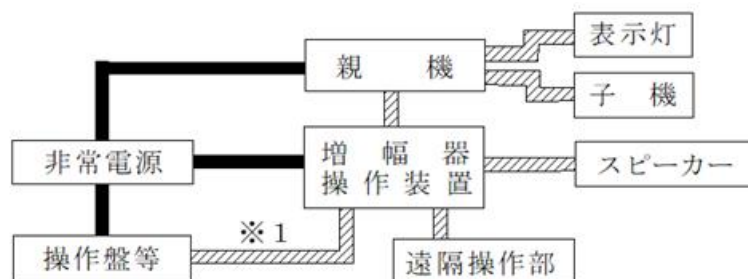 表示灯
親機
子機
非常電源
増幅器
操作装置
スピーカー
※1
操作盤等
遠隔操作部